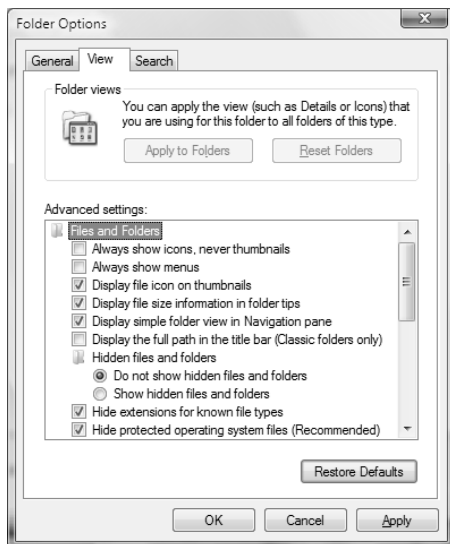 Folder Options
General View Search
Folder views
You can apply the view (such as Details or Icons) that
you are using for this folder to all folders of this type.
Apply to Folders Reset Folders
Advanced settings:
Files and Folders
Always show icons, never thumbnails
Always show menus
Display file icon on thumbnails
Display file size information in folder tips
Display simple folder view in Navigation pane
Display the full path in the title bar (Classic folders only)
Hidden files and folders
Do not show hidden files and folders
Show hidden files and folders
Hide extensions for known file types
Hide protected operating system files (Recommended)
Restore Defaults
OK Cancel Apply